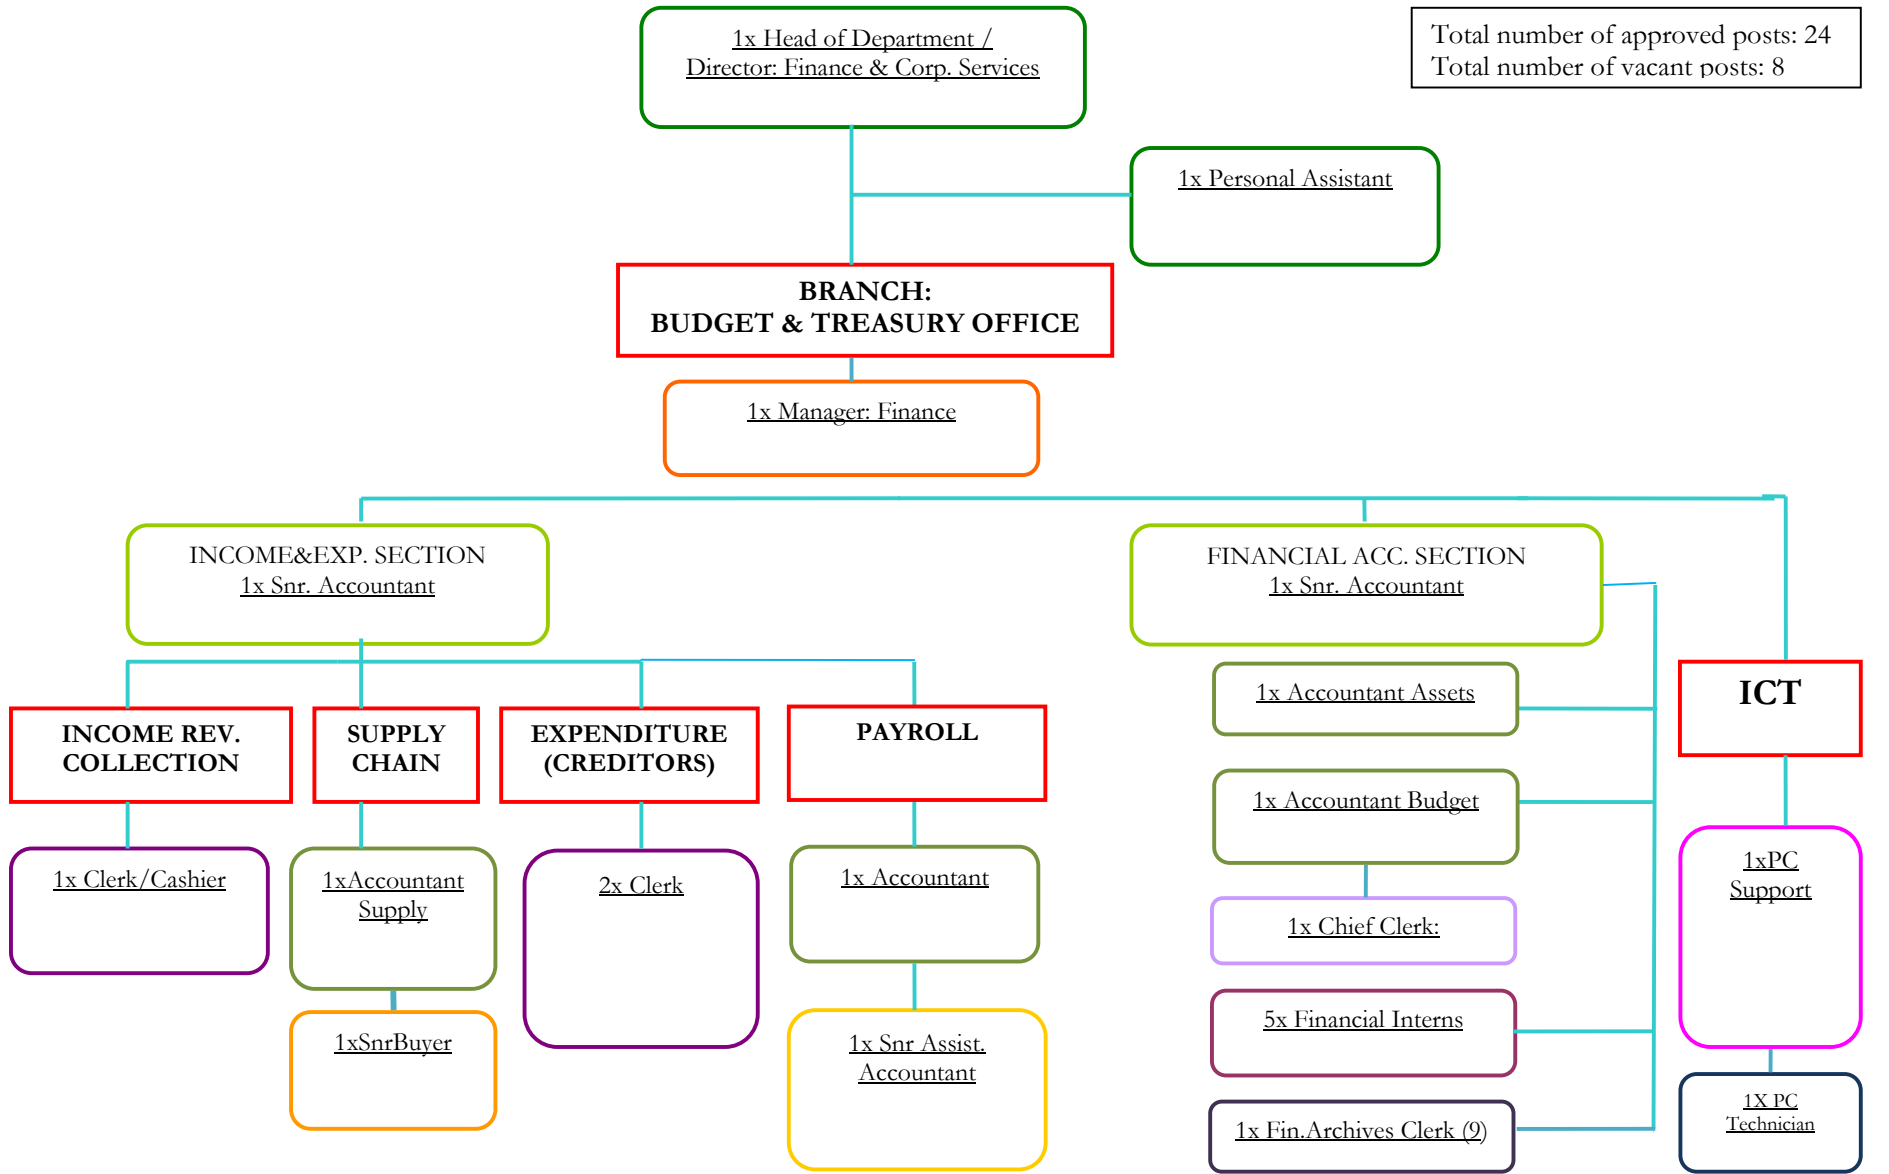 1x Head of Department /
Director: Finance & Corp. Services
Total number of approved posts: 24
Total number of vacant posts: 8
1x Personal Assistant
BRANCH:
BUDGET & TREASURY OFFICE
1x Manager: Finance
INCOME&EXP. SECTION
1x Snr. Accountant
FINANCIAL ACC. SECTION
1x Snr. Accountant
INCOME REV.
COLLECTION
SUPPLY
CHAIN
EXPENDITURE
(CREDITORS)
PAYROLL
1x Clerk/Cashier
1xAccountant
Supply
1xSnrBuyer
2x Clerk
1x Accountant
1x Snr Assist.
Accountant
1x Accountant Assets
1x Accountant Budget
1x Chief Clerk:
5x Financial Interns
1x Fin.Archives Clerk (9)
ICT
1xPC
Support
1X PC
Technician